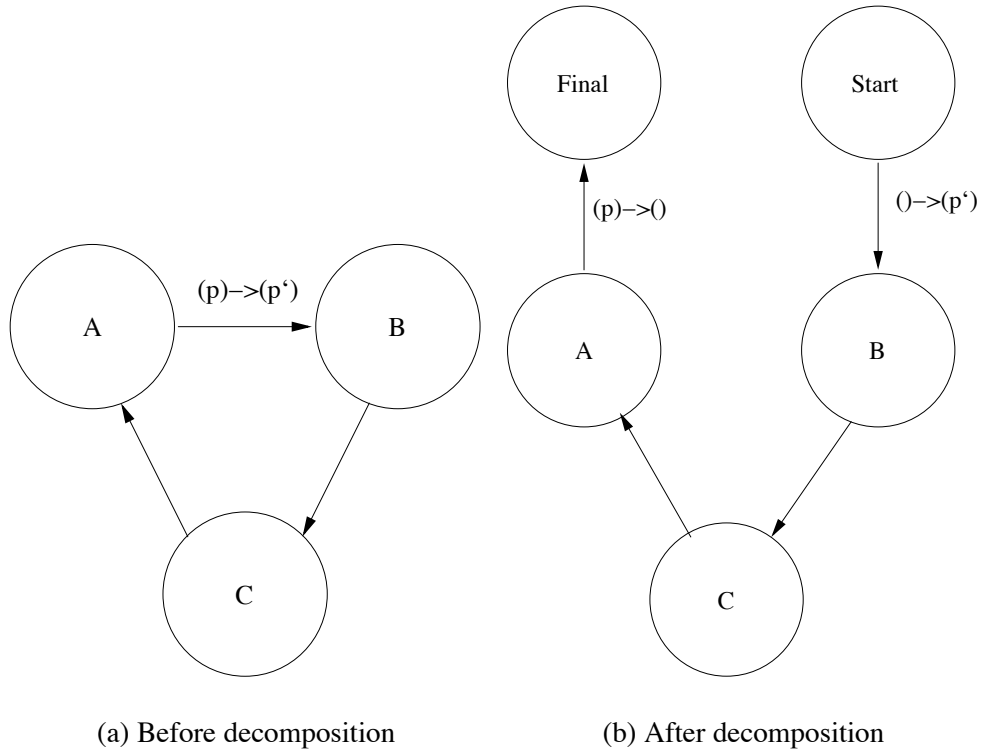 Final
Start
(p)–>()
()–>(p‘)
(p)–>(p‘)
A
B
A
B
C
C
(a) Before decomposition
(b) After decomposition